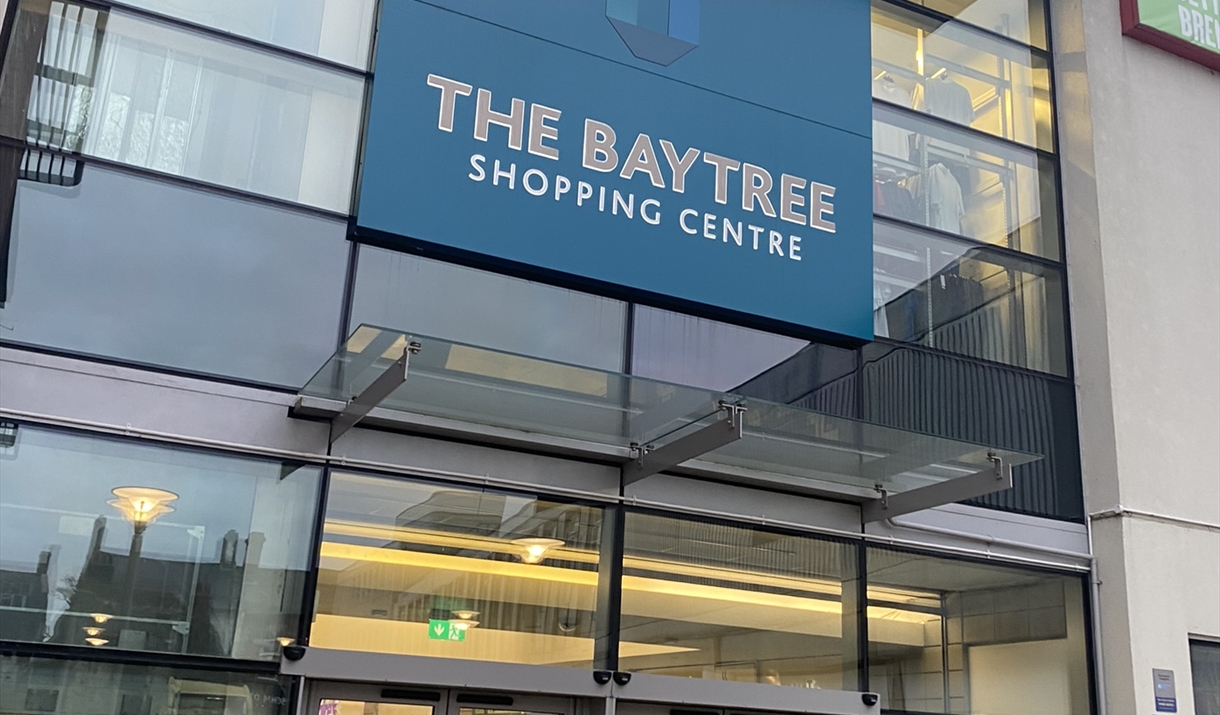 THE BAYTREE
SHOPPING CENTRE